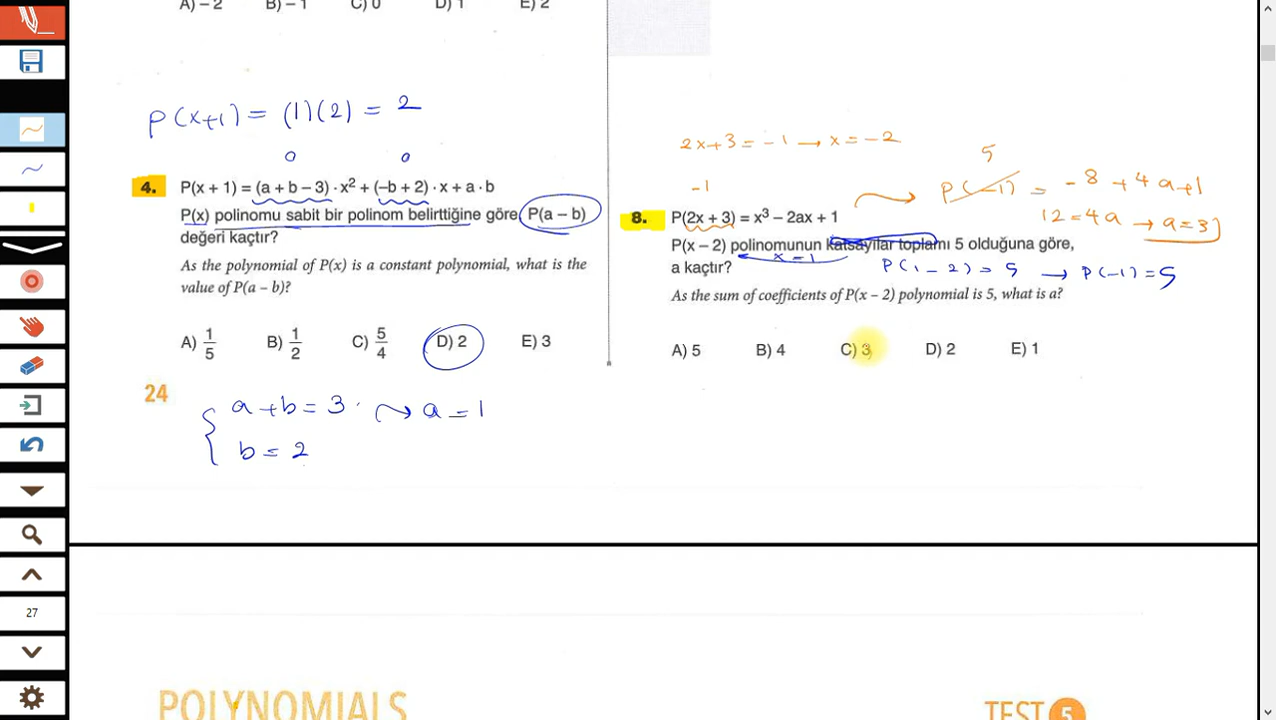 A) – 2 B) – 1 C) 0 D) 1 E) 2
P(x+1) = (1)(2) = 2
0 0
4. P(x + 1) = (a + b – 3) · x² + (–b + 2) · x + a · b
P(x) polinomu sabit bir polinom belirttiğine göre P(a – b)
değeri kaçtır?
As the polynomial of P(x) is a constant polynomial, what is the
value of P(a – b)?
A) 1/5 B) 1/2 C) 5/4 D) 2 E) 3
24
a + b = 3 → a = 1
b = 2
2x+3 = -1 → x = -2
-1
5
P(-1) = -8 + 4a+1
12 = 4a → a = 3
8. P(2x + 3) = x³ – 2ax + 1
P(x – 2) polinomunun katsayılar toplamı 5 olduğuna göre,
x = 1
a kaçtır?
P(1 - 2) = 5 → P(-1) = 5
As the sum of coefficients of P(x – 2) polynomial is 5, what is a?
A) 5 B) 4 C) 3 D) 2 E) 1
27
POLYNOMIALS
TEST 5